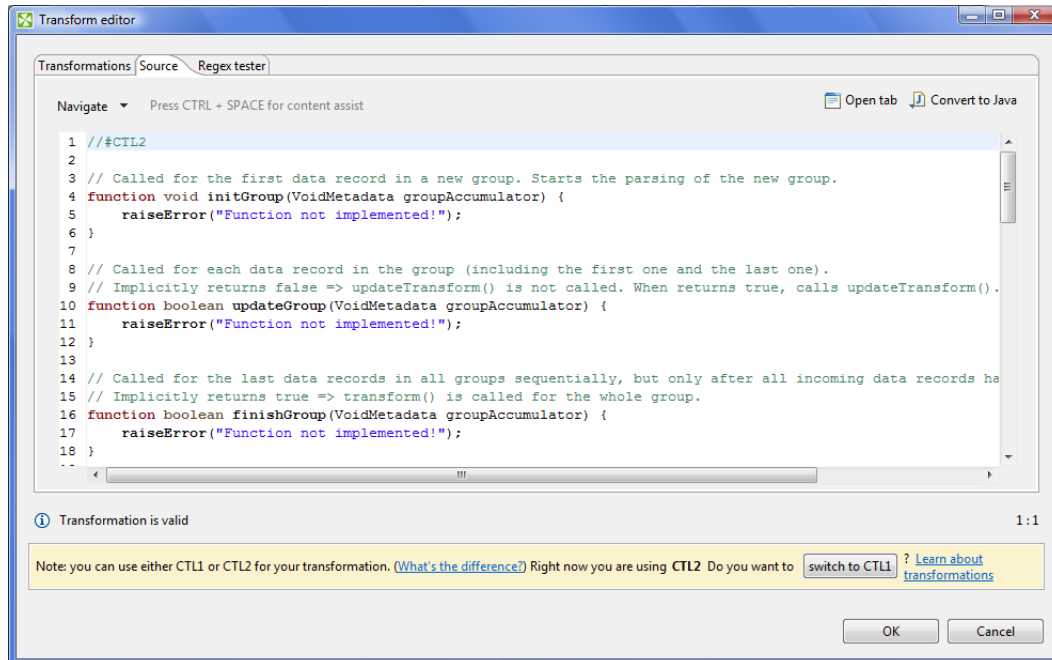 Transform editor
Transformations Source Regex tester
Navigate Press CTRL + SPACE for content assist Open tab Convert to Java
1 //#CTL2
2
3 // Called for the first data record in a new group. Starts the parsing of the new group.
4 function void initGroup(VoidMetadata groupAccumulator) {
5 raiseError("Function not implemented!");
6 }
7
8 // Called for each data record in the group (including the first one and the last one).
9 // Implicitly returns false => updateTransform() is not called. When returns true, calls updateTransform().
10 function boolean updateGroup(VoidMetadata groupAccumulator) {
11 raiseError("Function not implemented!");
12 }
13
14 // Called for the last data records in all groups sequentially, but only after all incoming data records ha
15 // Implicitly returns true => transform() is called for the whole group.
16 function boolean finishGroup(VoidMetadata groupAccumulator) {
17 raiseError("Function not implemented!");
18 }
Transformation is valid 1:1
Note: you can use either CTL1 or CTL2 for your transformation. (What's the difference?) Right now you are using CTL2 Do you want to switch to CTL1 ? Learn about
transformations
OK Cancel